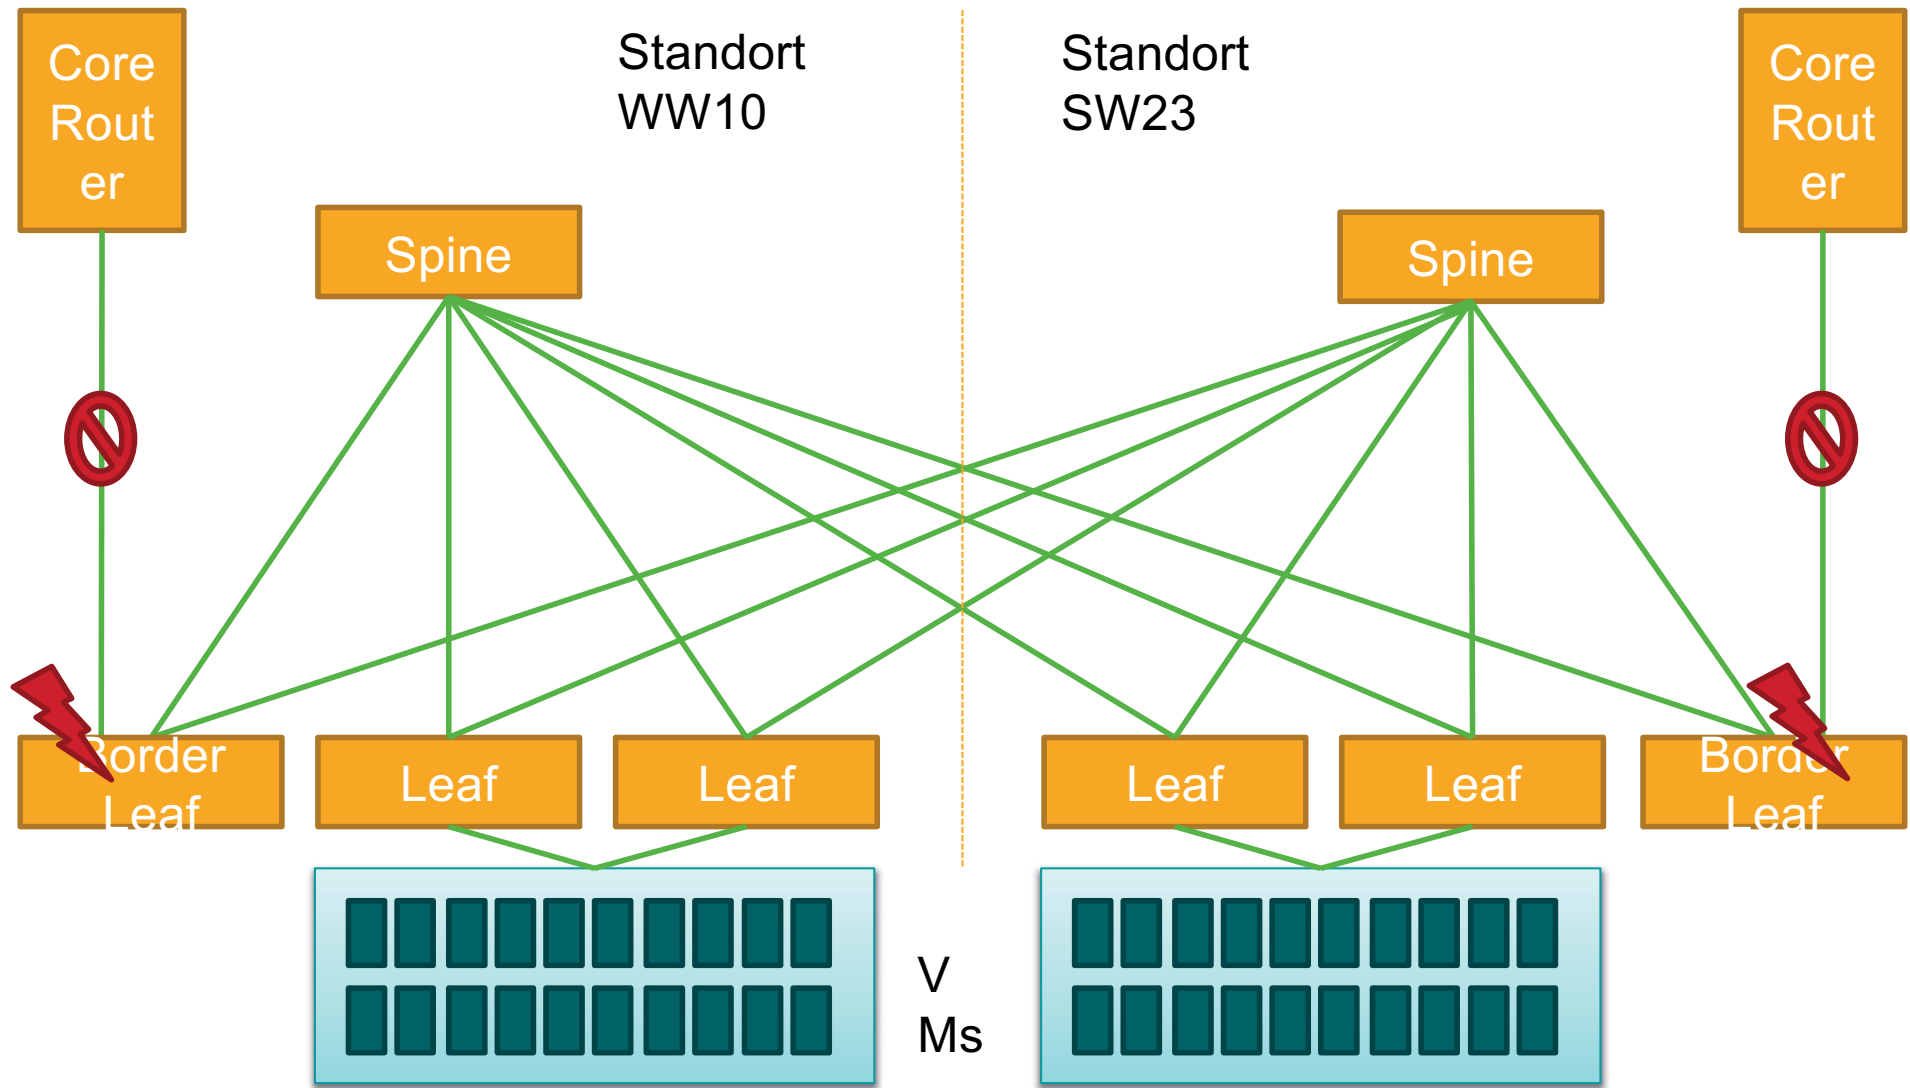 Core
Rout
er
Standort
WW10
Standort
SW23
Core
Rout
er
Spine
Spine
Border
Leaf
Leaf
Leaf
Leaf
Leaf
Border
Leaf
V
Ms